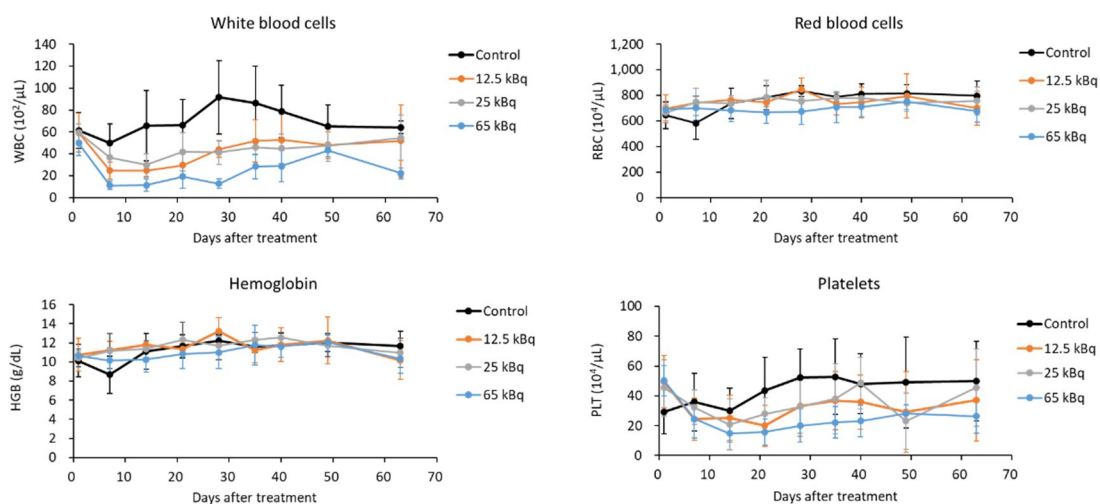 White blood cells
140
120
100
80
60
40
20
0
WBC (10²/µL)
0 10 20 30 40 50 60 70
Days after treatment
Control
12.5 kBq
25 kBq
65 kBq
Red blood cells
1,200
1,000
800
600
400
200
0
RBC (10⁴/µL)
0 10 20 30 40 50 60 70
Days after treatment
Control
12.5 kBq
25 kBq
65 kBq
Hemoglobin
16
14
12
10
8
6
4
2
0
HGB (g/dL)
0 10 20 30 40 50 60 70
Days after treatment
Control
12.5 kBq
25 kBq
65 kBq
Platelets
100
80
60
40
20
0
PLT (10⁴/µL)
0 10 20 30 40 50 60 70
Days after treatment
Control
12.5 kBq
25 kBq
65 kBq